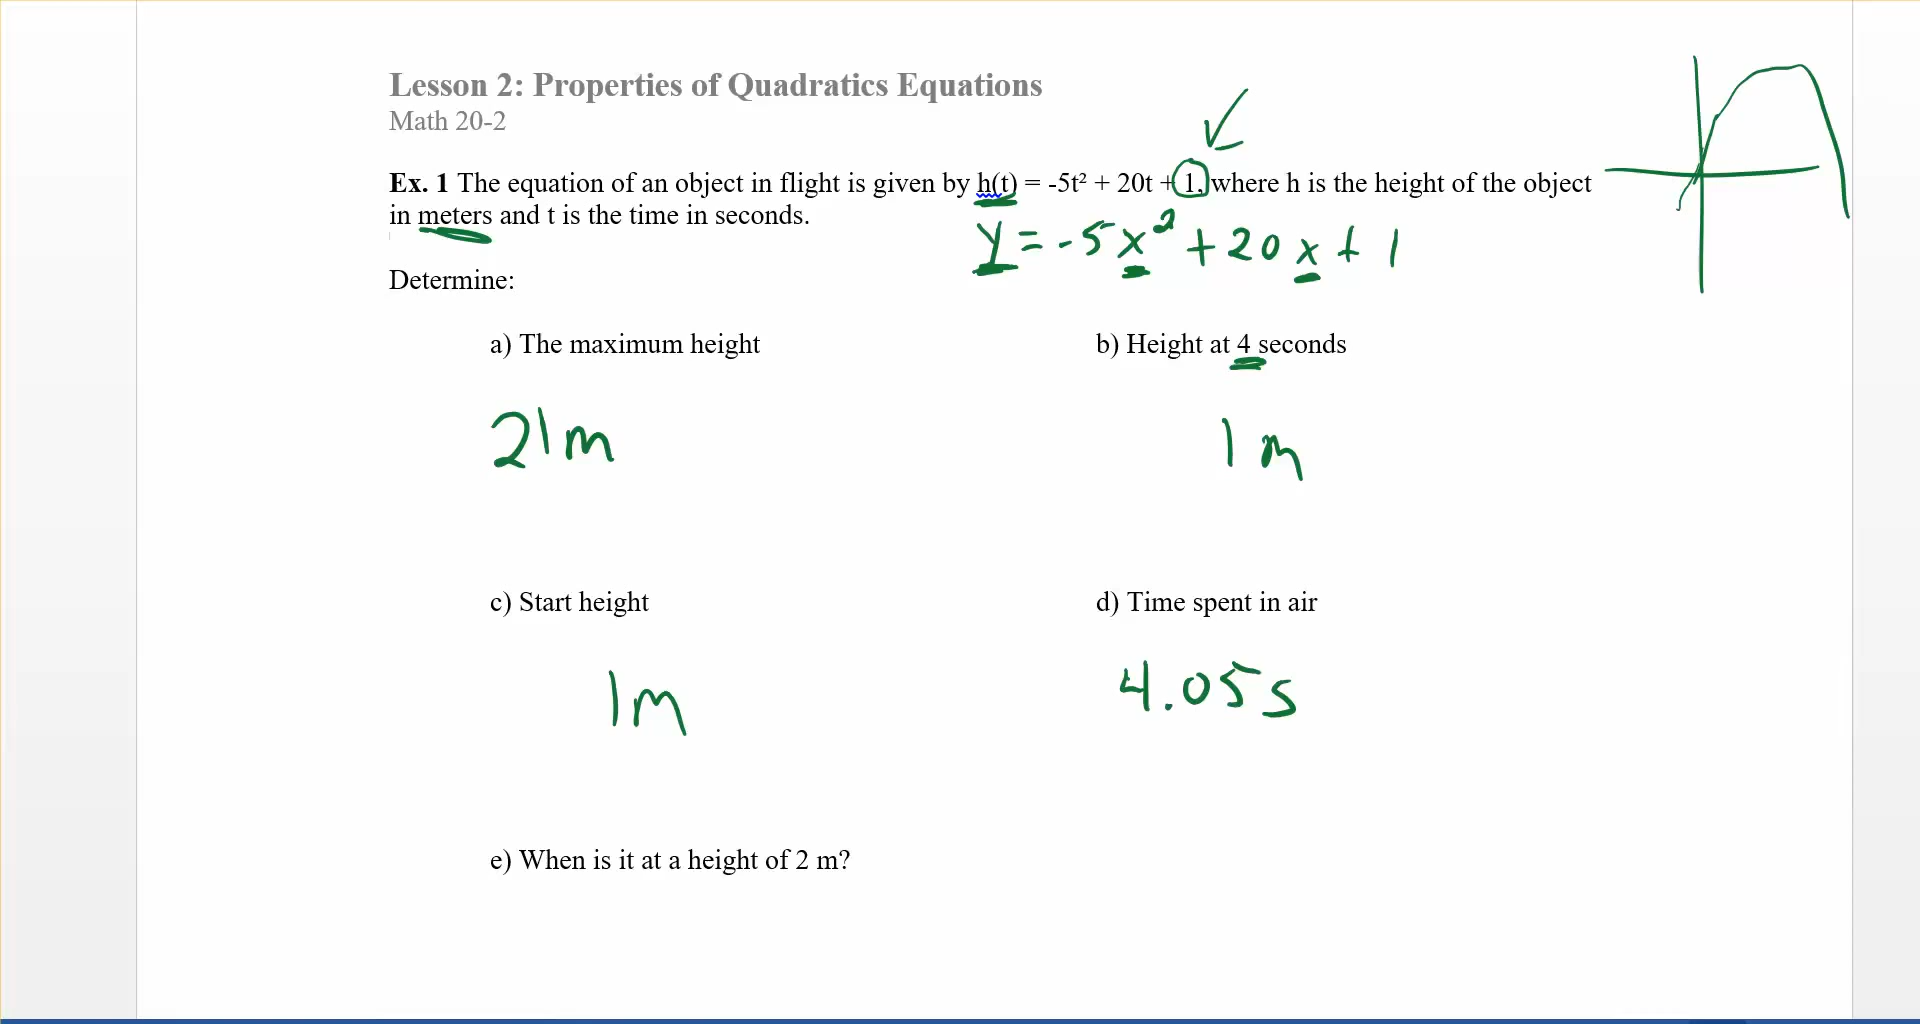 Lesson 2: Properties of Quadratics Equations
Math 20-2
Ex. 1 The equation of an object in flight is given by h(t) = -5t² + 20t + 1, where h is the height of the object
in meters and t is the time in seconds.
y = -5x² + 20x + 1
Determine:
a) The maximum height
b) Height at 4 seconds
21m
1 m
c) Start height
d) Time spent in air
1m
4.05s
e) When is it at a height of 2 m?